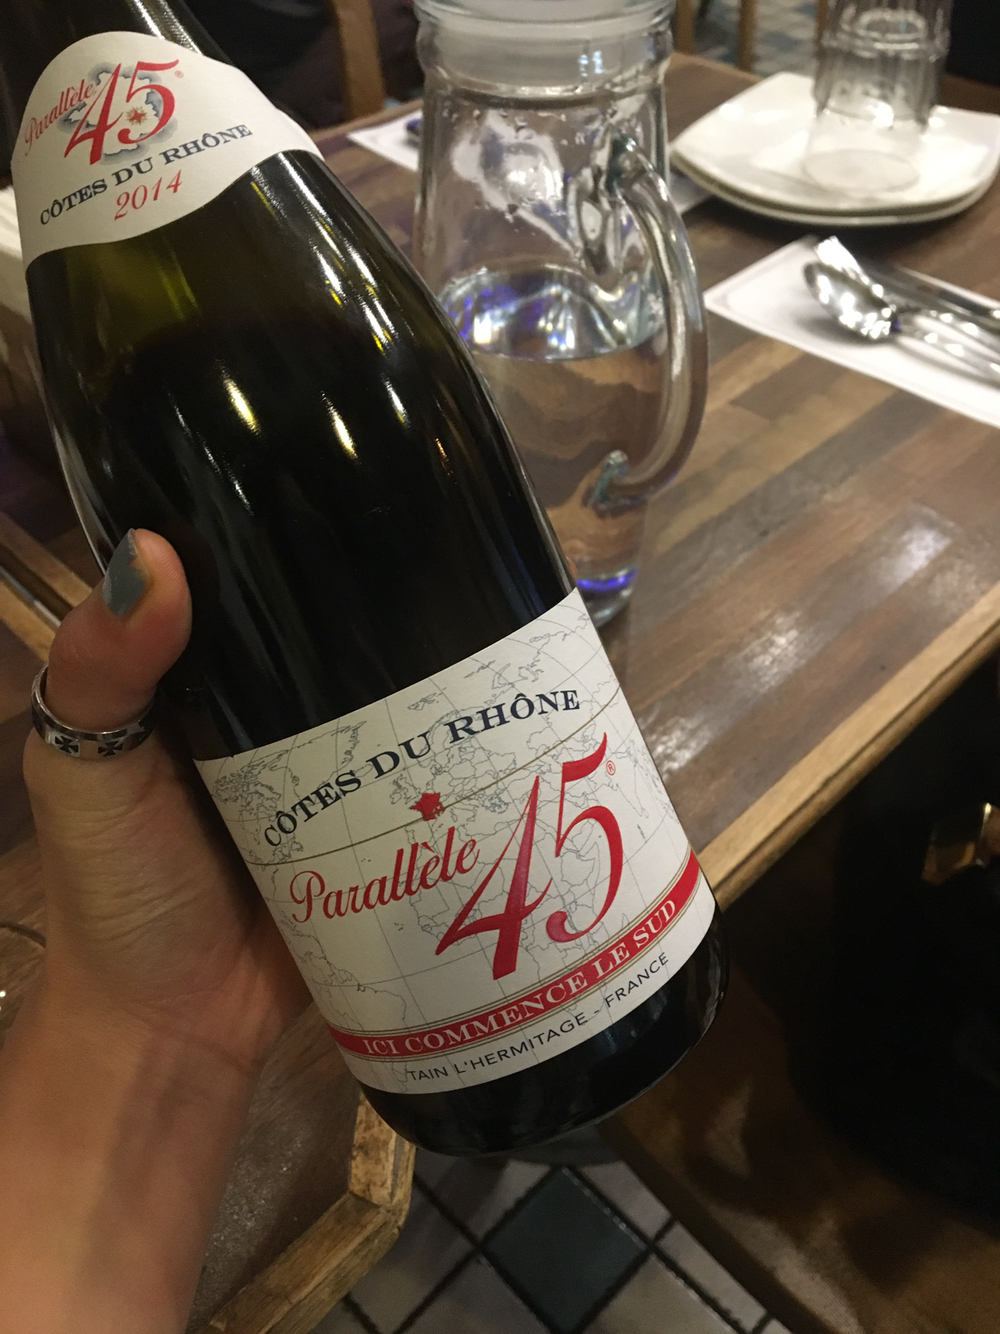 Parallèle 45®
CÔTES DU RHÔNE
2014
CÔTES DU RHÔNE
Parallèle 45®
ICI COMMENCE LE SUD
TAIN L'HERMITAGE - FRANCE